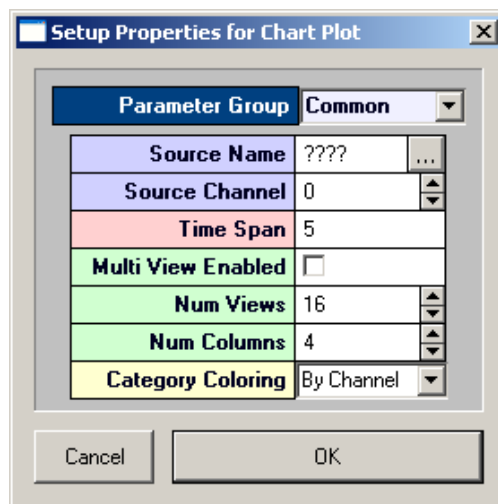 Setup Properties for Chart Plot
Parameter Group Common
Source Name ???? ...
Source Channel 0
Time Span 5
Multi View Enabled
Num Views 16
Num Columns 4
Category Coloring By Channel
Cancel OK